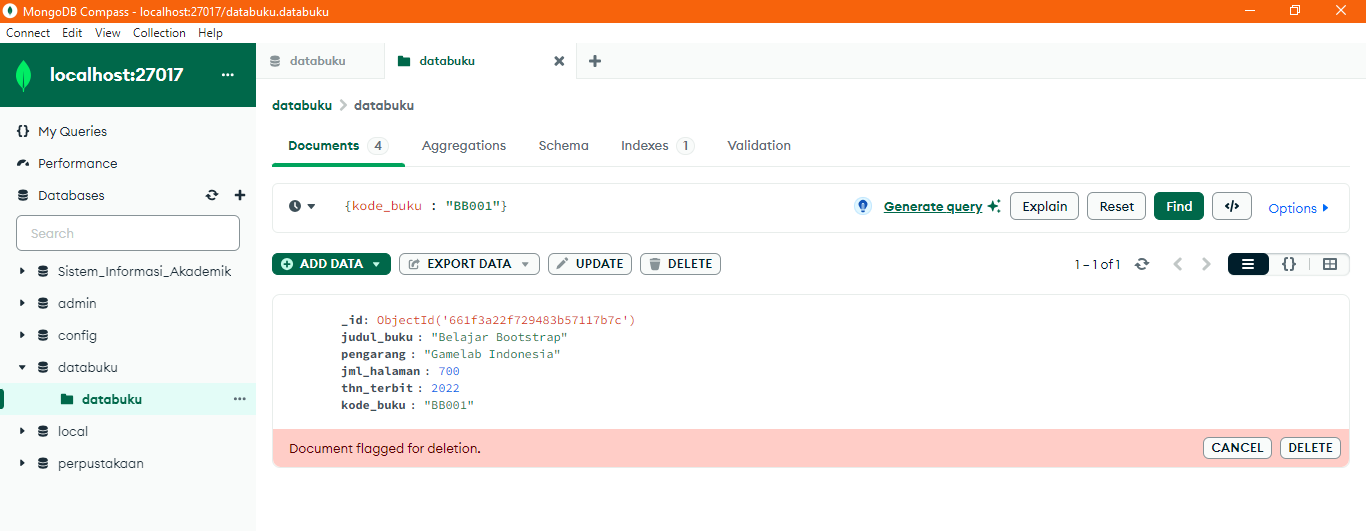 MongoDB Compass - localhost:27017/databuku.databuku
Connect Edit View Collection Help
localhost:27017 ...
databuku
databuku
My Queries
Performance
Databases
Search
Sistem_Informasi_Akademik
admin
config
databuku
databuku ...
local
perpustakaan
databuku > databuku
Documents 4 Aggregations Schema Indexes 1 Validation
{kode_buku : "BB001"} Generate query Explain Reset Find </> Options
ADD DATA EXPORT DATA UPDATE DELETE 1 – 1 of 1 {}
_id: ObjectId('661f3a22f729483b57117b7c')
judul_buku : "Belajar Bootstrap"
pengarang : "Gamelab Indonesia"
jml_halaman : 700
thn_terbit : 2022
kode_buku : "BB001"
Document flagged for deletion. CANCEL DELETE